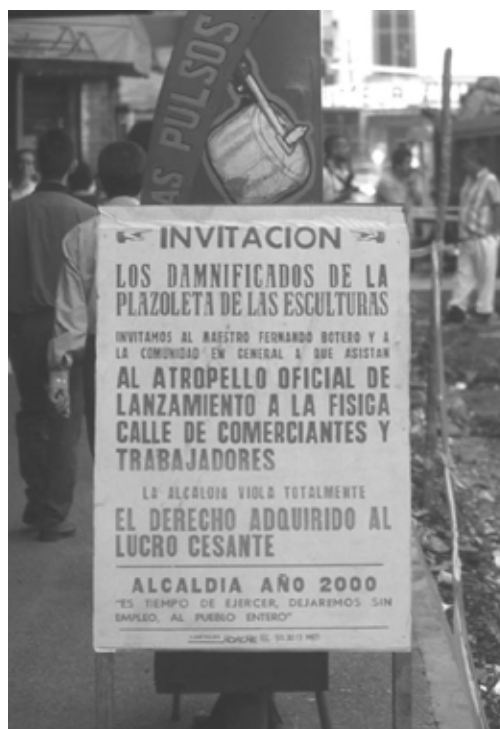 AS PULSOS
INVITACION
LOS DAMNIFICADOS DE LA
PLAZOLETA DE LAS ESCULTURAS
INVITAMOS AL MAESTRO FERNANDO BOTERO Y A
LA COMUNIDAD EN GENERAL A QUE ASISTAN
AL ATROPELLO OFICIAL DE
LANZAMIENTO A LA FISICA
CALLE DE COMERCIANTES Y
TRABAJADORES
LA ALCALDIA VIOLA TOTALMENTE
EL DERECHO ADQUIRIDO AL
LUCRO CESANTE
ALCALDIA AÑO 2000
"ES TIEMPO DE EJERCER, DEJAREMOS SIN
EMPLEO, AL PUEBLO ENTERO"